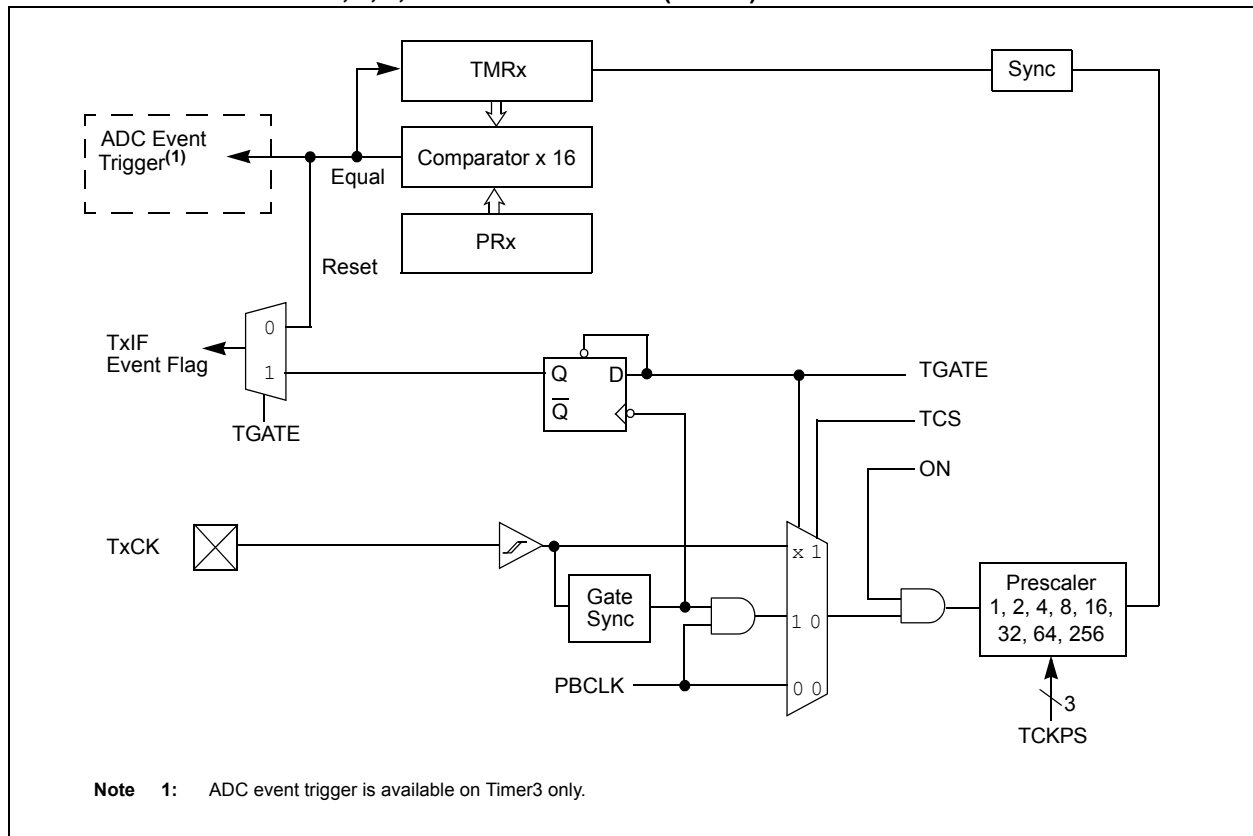 TMRx
Sync
ADC Event
Trigger(1)
Equal
Comparator x 16
PRx
Reset
0
TxIF
Event Flag
1
Q
D
Q
TGATE
TGATE
TCS
ON
TxCK
x 1
Gate
Sync
1 0
Prescaler
1, 2, 4, 8, 16,
32, 64, 256
PBCLK
0 0
3
TCKPS
Note 1: ADC event trigger is available on Timer3 only.